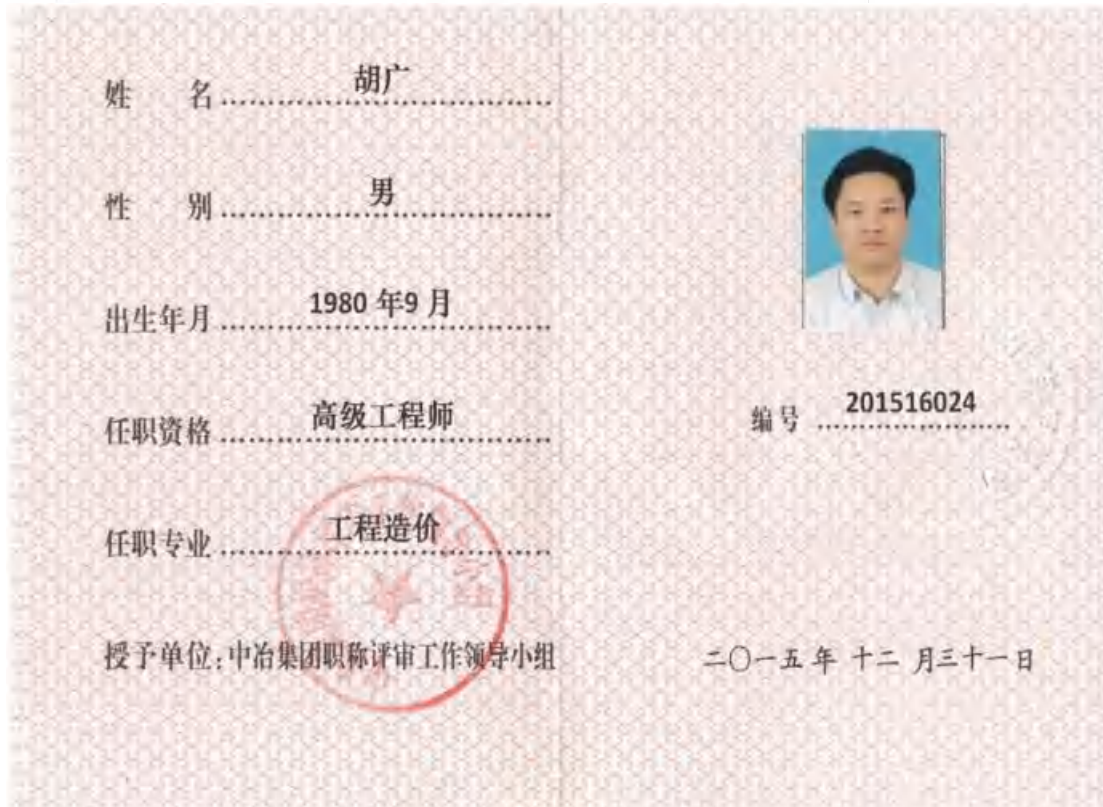 姓 名 胡广
性 别 男
出生年月 1980 年9 月
任职资格 高级工程师
任职专业 工程造价
授予单位:中冶集团职称评审工作领导小组
编号 201516024
二〇一五 年 十二 月三十一日